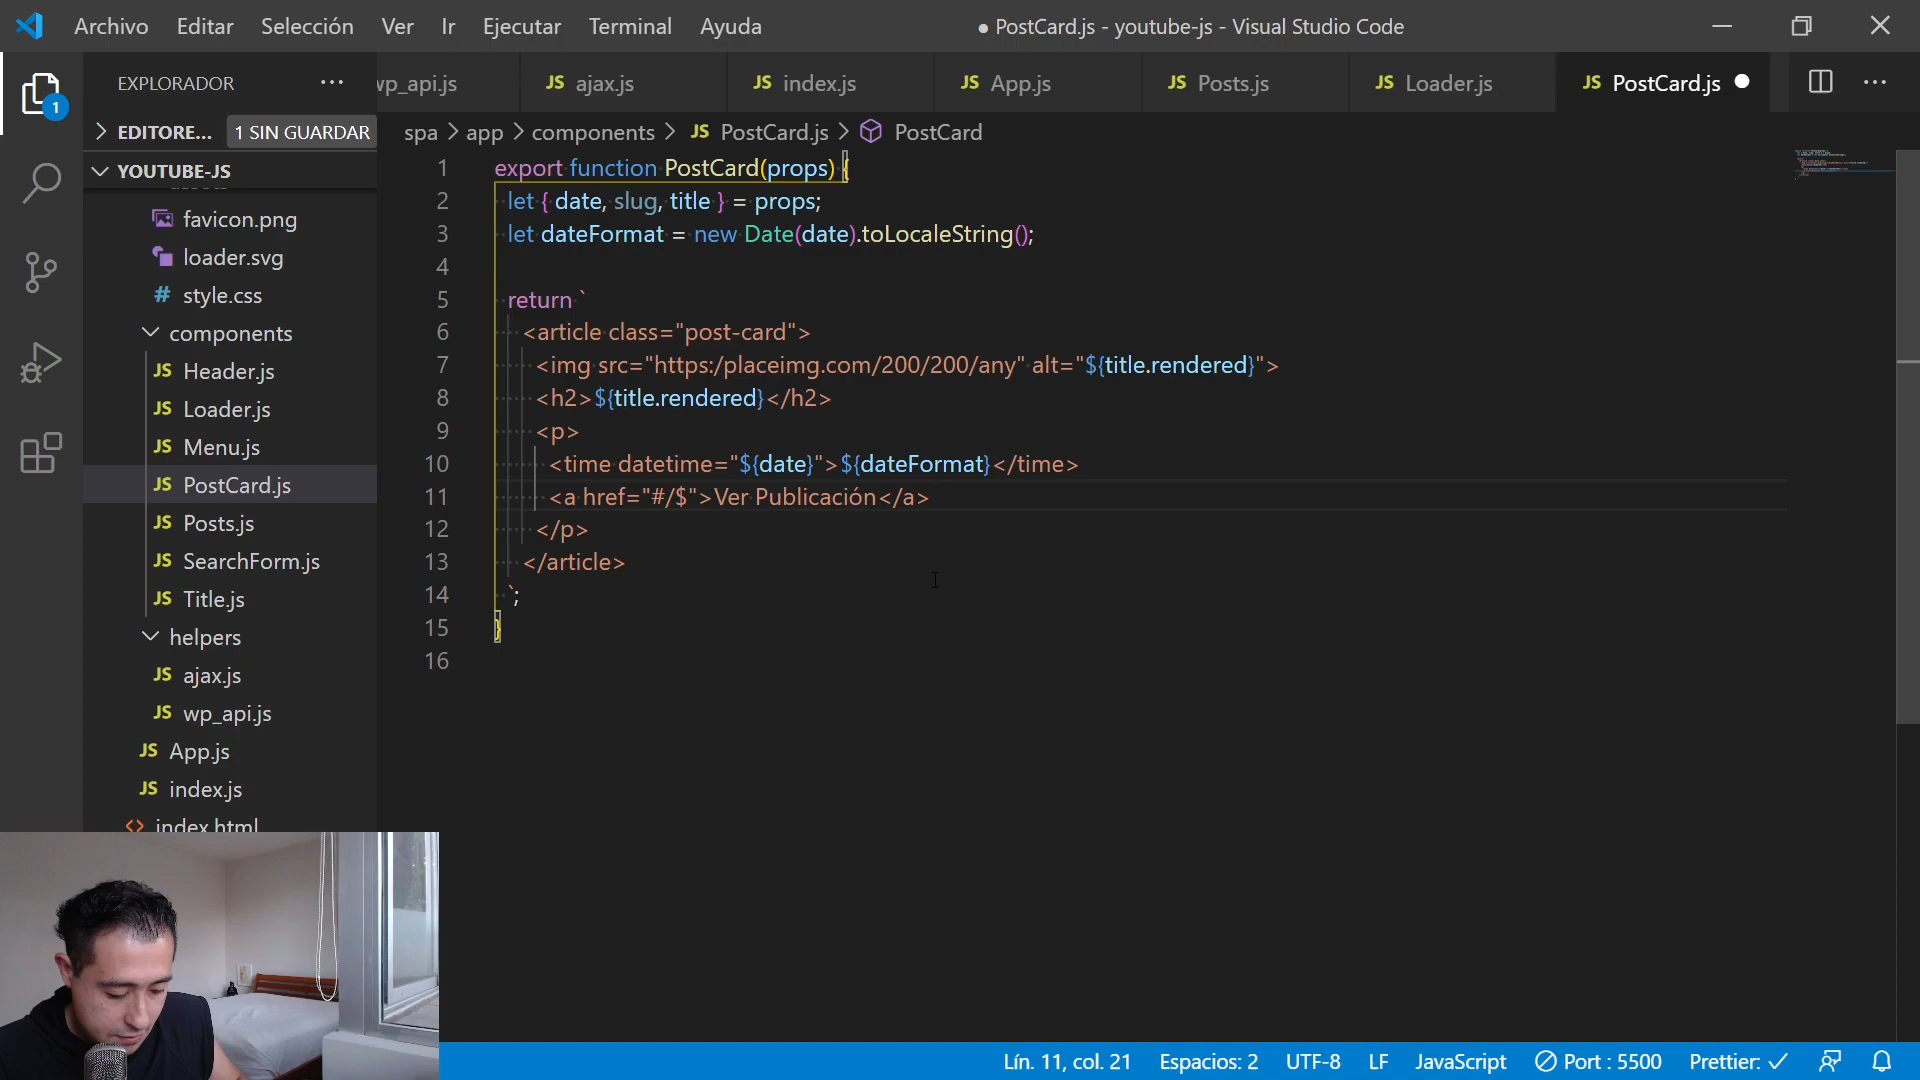 Archivo Editar Selección Ver Ir Ejecutar Terminal Ayuda
● PostCard.js - youtube-js - Visual Studio Code
EXPLORADOR ···
wp_api.js
JS ajax.js
JS index.js
JS App.js
JS Posts.js
JS Loader.js
JS PostCard.js
1
EDITORE... 1 SIN GUARDAR
YOUTUBE-JS
favicon.png
loader.svg
# style.css
components
JS Header.js
JS Loader.js
JS Menu.js
JS PostCard.js
JS Posts.js
JS SearchForm.js
JS Title.js
helpers
JS ajax.js
JS wp_api.js
JS App.js
JS index.js
<> index.html
spa > app > components > JS PostCard.js > PostCard
1 export function PostCard(props) {
2 let { date, slug, title } = props;
3 let dateFormat = new Date(date).toLocaleString();
4
5 return `
6 <article class="post-card">
7 <img src="https:/placeimg.com/200/200/any" alt="${title.rendered}">
8 <h2>${title.rendered}</h2>
9 <p>
10 <time datetime="${date}">${dateFormat}</time>
11 <a href="#/$">Ver Publicación</a>
12 </p>
13 </article>
14 `;
15 }
16
Lín. 11, col. 21 Espacios: 2 UTF-8 LF JavaScript Port : 5500 Prettier: ✓